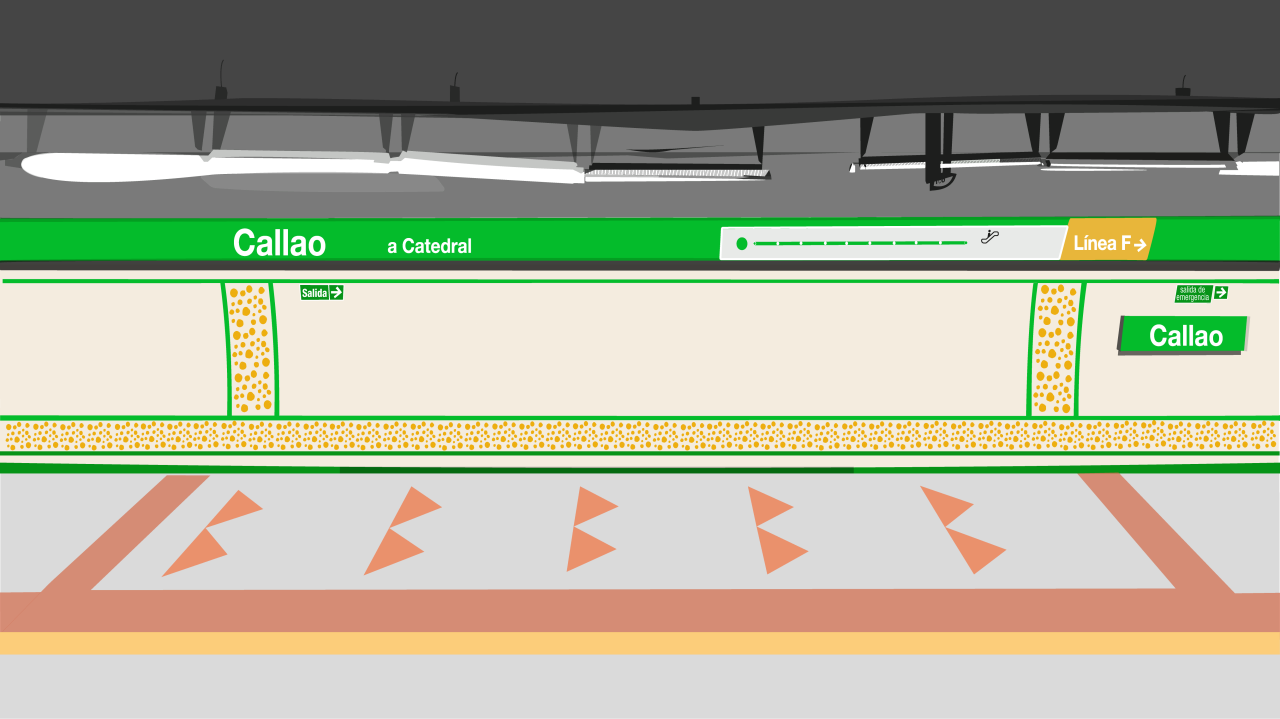 Callao
a Catedral
Línea F
Salida
salida de
emergencia
Callao